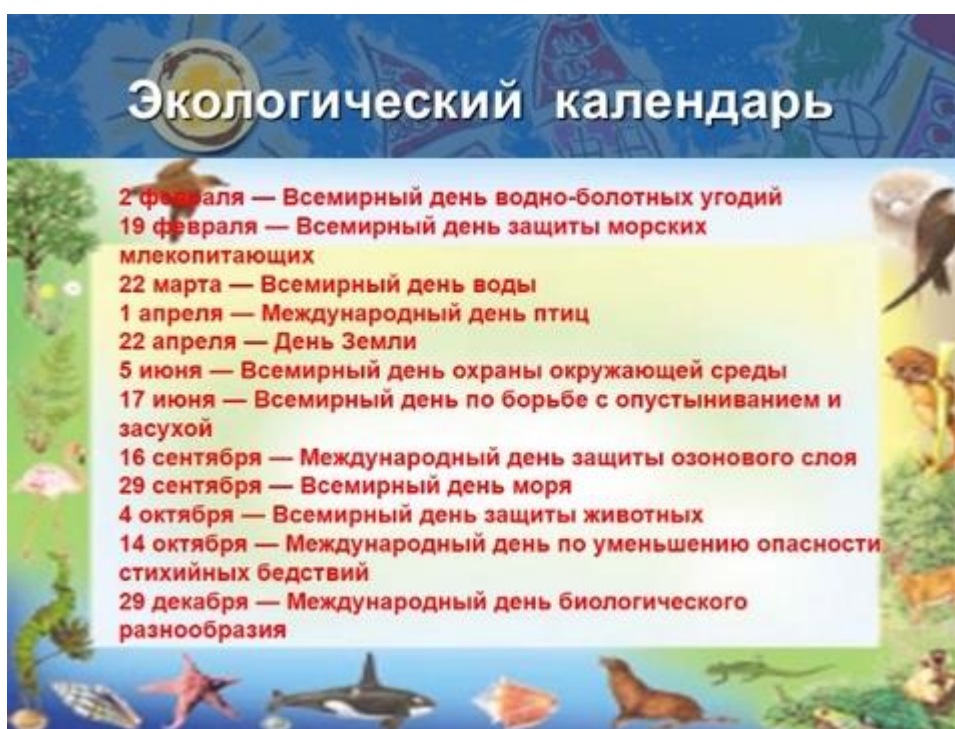 Экологический календарь
2 февраля — Всемирный день водно-болотных угодий
19 февраля — Всемирный день защиты морских
млекопитающих
22 марта — Всемирный день воды
1 апреля — Международный день птиц
22 апреля — День Земли
5 июня — Всемирный день охраны окружающей среды
17 июня — Всемирный день по борьбе с опустыниванием и
засухой
16 сентября — Международный день защиты озонового слоя
29 сентября — Всемирный день моря
4 октября — Всемирный день защиты животных
14 октября — Международный день по уменьшению опасности
стихийных бедствий
29 декабря — Международный день биологического
разнообразия